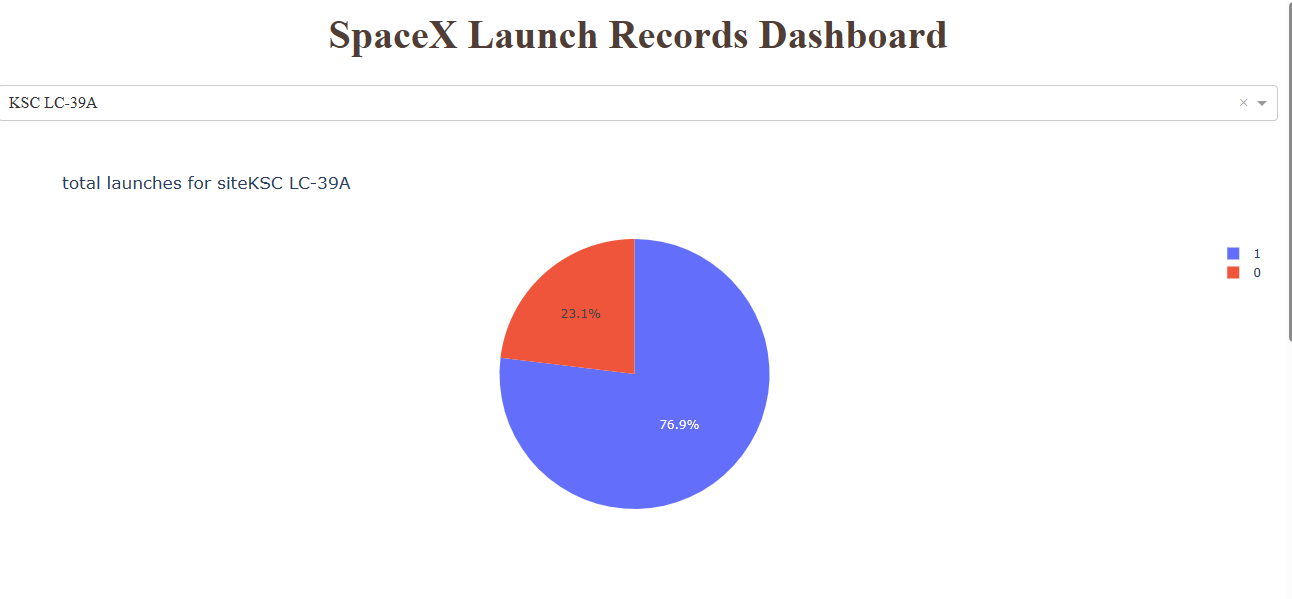 SpaceX Launch Records Dashboard
KSC LC-39A
×
total launches for siteKSC LC-39A
1
0
23.1%
76.9%